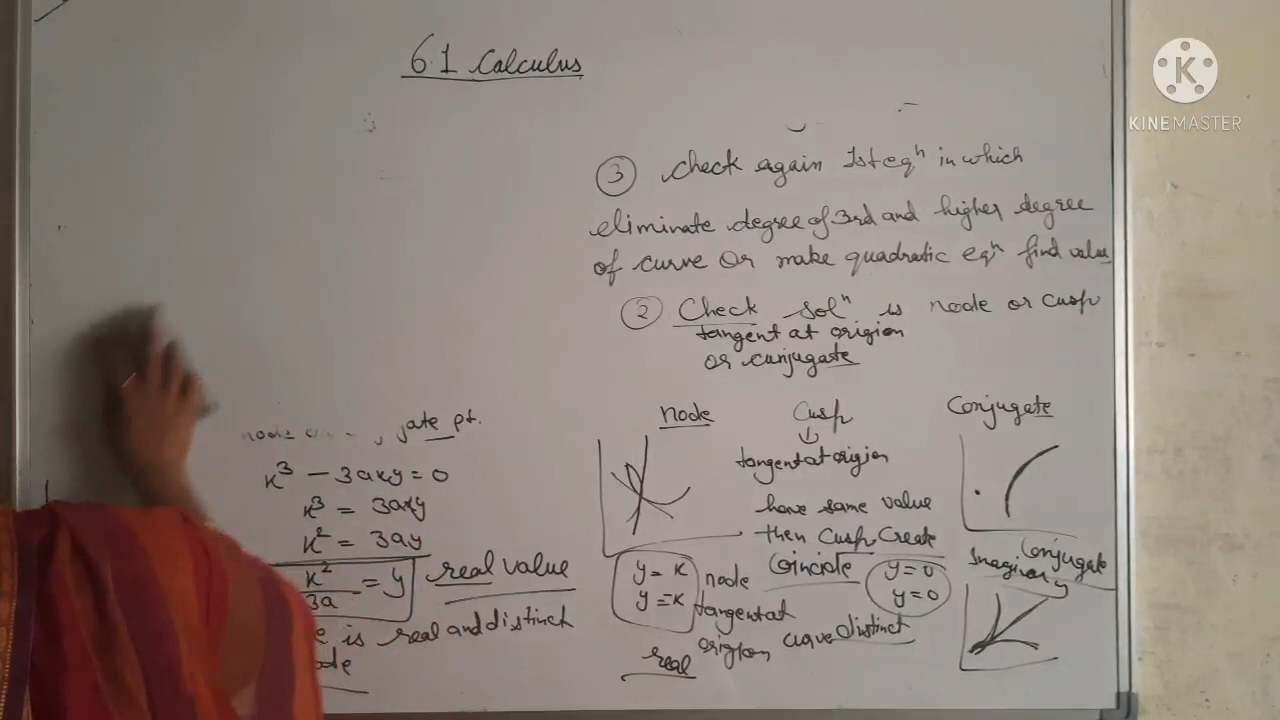 6.1 Calculus
③ check again 1st eqⁿ in which
eliminate degree of 3rd and higher degree
of curve or make quadratic eqⁿ find value
② Check solⁿ is node or cusp
tangent at origion
or cunjugate
node
Cusp
Conjugate
pt.
x³ - 3axy = 0
x³ = 3axy
x² = 3ay
x²/3a = y
real value
is real and distinct
y = x
y = x
node
tangent at
origion
real
tangent at origion
have same value
then Cusp Create
Coincide
y = 0
y = 0
curve distinct
Conjugate
Imaginary
K
KINEMASTER